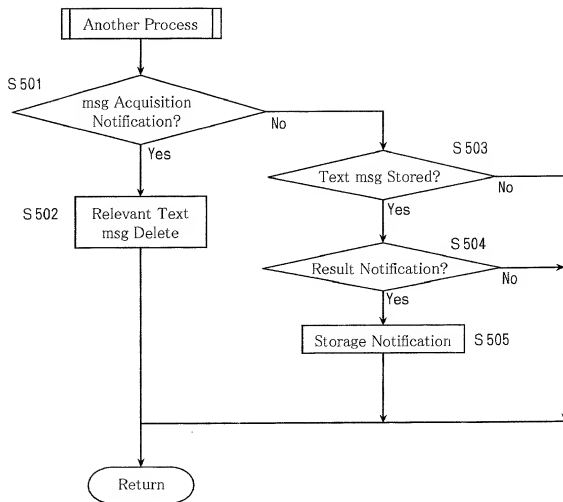 Another Process
S501
msg Acquisition
Notification?
No
Yes
S503
Text msg Stored?
No
Yes
S502
Relevant Text
msg Delete
S504
Result Notification?
No
Yes
Storage Notification
S505
Return